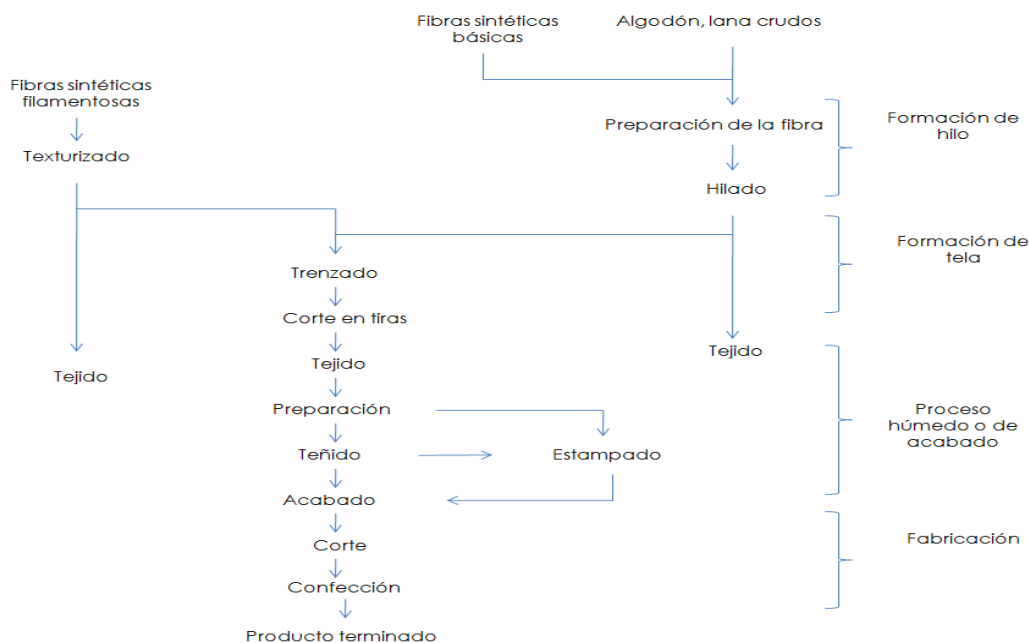 Fibras sintéticas
básicas
Algodón, lana crudos
Fibras sintéticas
filamentosas
Preparación de la fibra
Formación de
hilo
Texturizado
Hilado
Formación de
tela
Trenzado
Corte en tiras
Tejido
Tejido
Tejido
Preparación
Proceso
húmedo o de
acabado
Teñido
Estampado
Acabado
Corte
Fabricación
Confección
Producto terminado